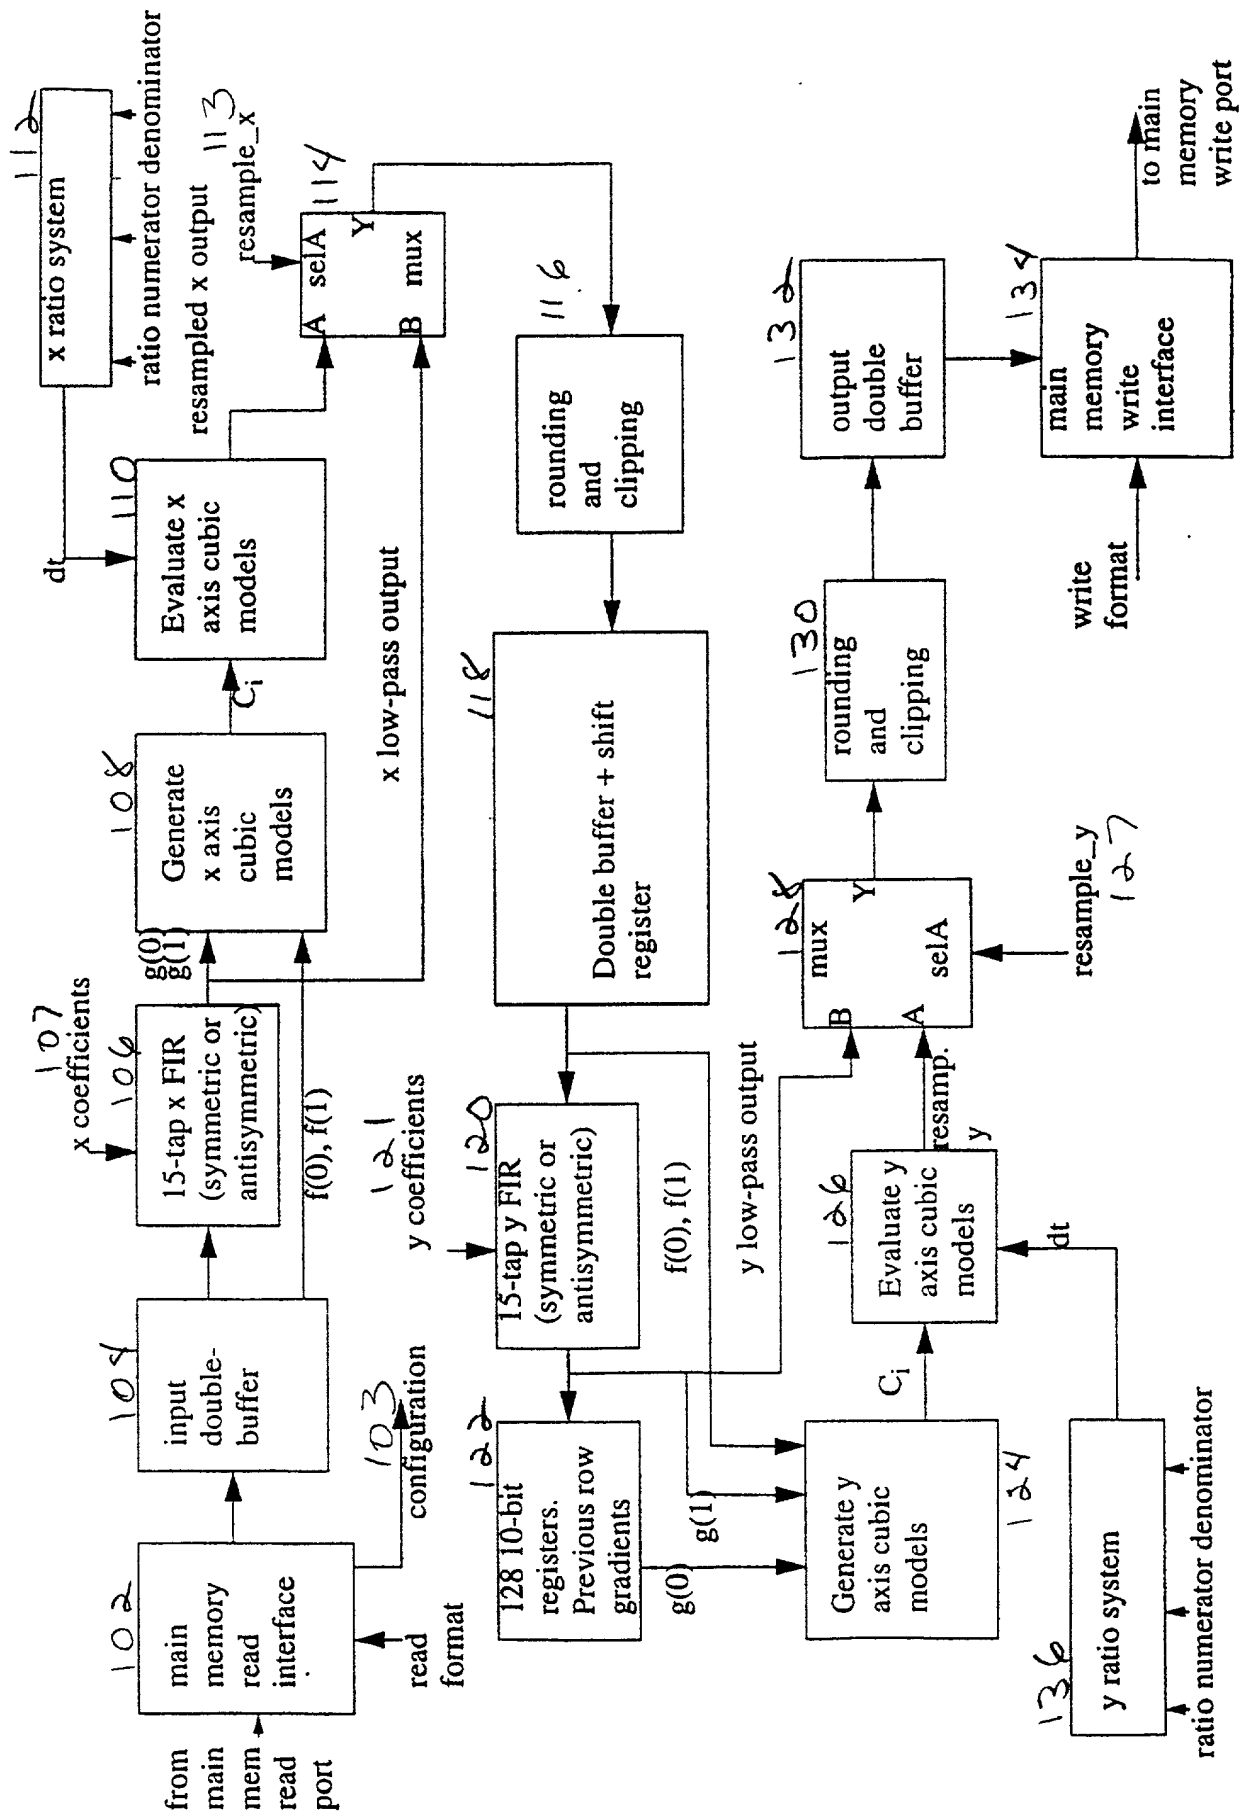 from
main
mem
read
port
102
main
memory
read
interface
read
format
103
configuration
104
input
double-
buffer
107
x coefficients
106
15-tap x FIR
(symmetric or
antisymmetric)
f(0), f(1)
g(0)
g(1)
108
Generate
x axis
cubic
models
Ci
x low-pass output
dt
110
Evaluate x
axis cubic
models
112
x ratio system
ratio numerator denominator
resampled x output
113
resample_x
114
A selA
Y
B mux
116
rounding
and
clipping
118
Double buffer + shift
register
121
y coefficients
120
15-tap y FIR
(symmetric or
antisymmetric)
f(0), f(1)
y low-pass output
122
128 10-bit
registers.
Previous row
gradients
g(0)
g(1)
Generate y
axis cubic
models
124
Ci
126
Evaluate y
axis cubic
models
dt
resamp.
y
136
y ratio system
ratio numerator denominator
128
B mux
Y
A selA
resample_y
127
130
rounding
and
clipping
132
output
double
buffer
write
format
134
main
memory
write
interface
to main
memory
write port